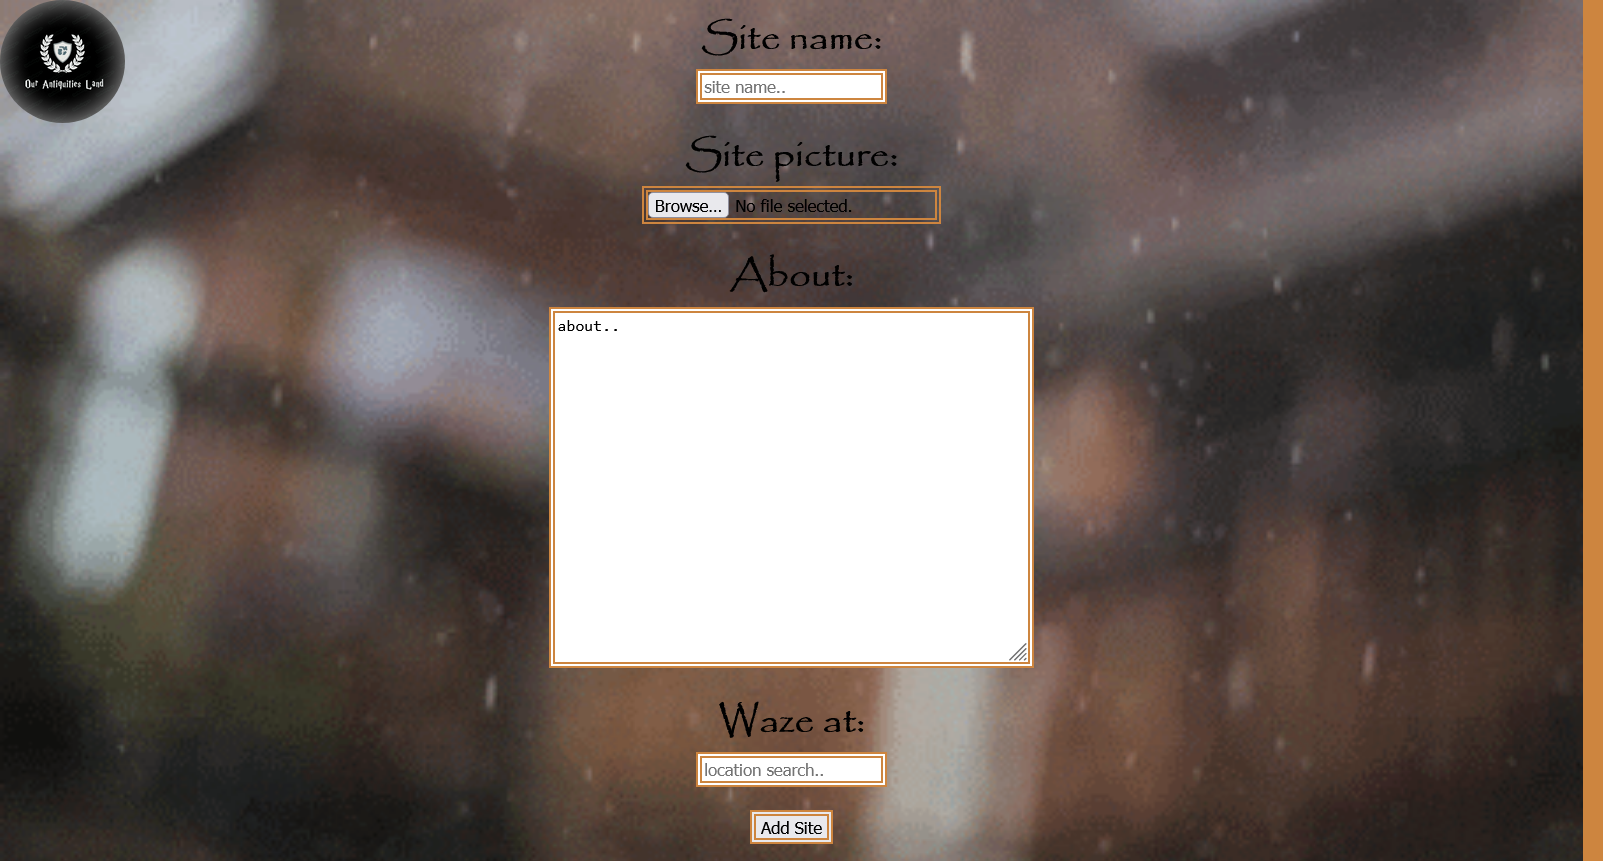 Our Antiquities Land
Site name:
site name..
Site picture:
Browse... No file selected.
About:
about..
Waze at:
location search..
Add Site